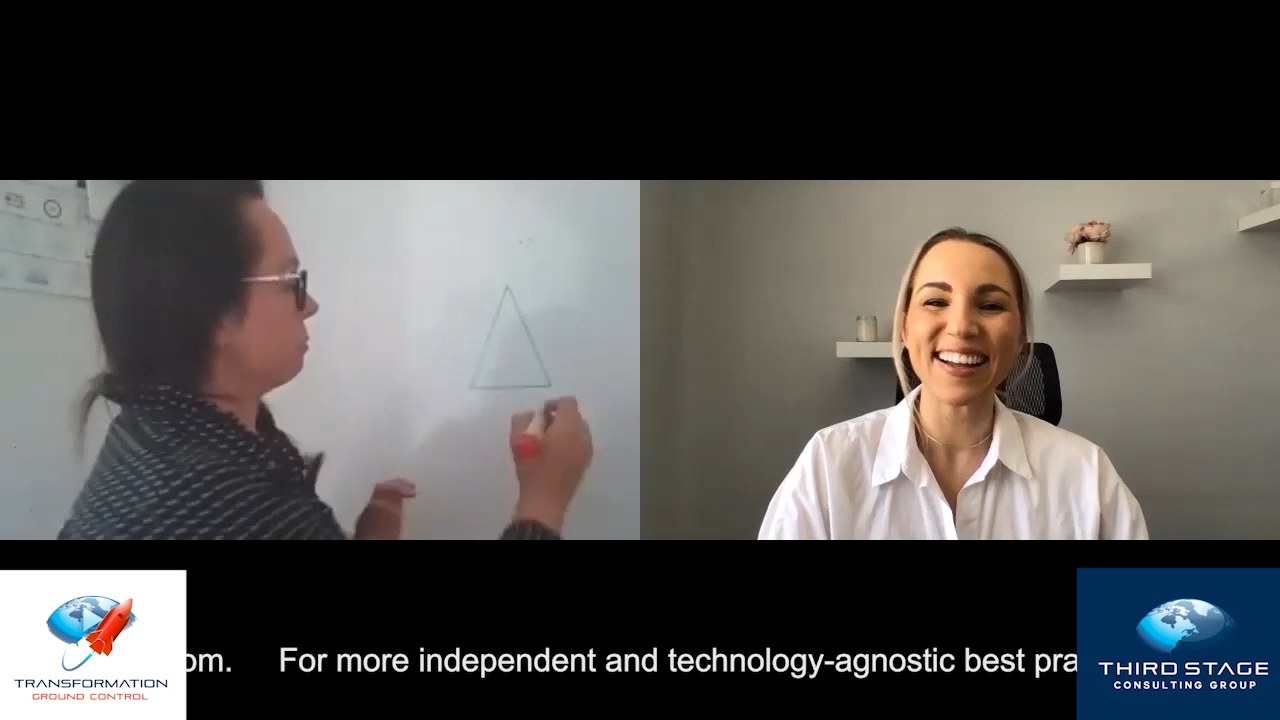 om.     For more independent and technology-agnostic best pra
TRANSFORMATION
GROUND CONTROL
THIRD STAGE
CONSULTING GROUP